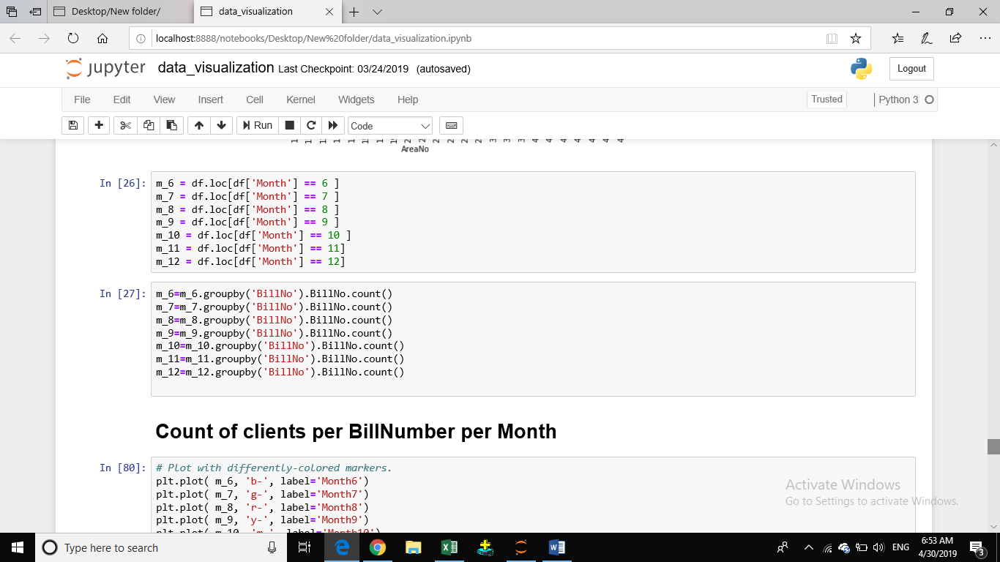 Desktop/New folder/
data_visualization
localhost:8888/notebooks/Desktop/New%20folder/data_visualization.ipynb
jupyter data_visualization Last Checkpoint: 03/24/2019 (autosaved)
Logout
File Edit View Insert Cell Kernel Widgets Help
Trusted
Python 3
Run
Code
AreaNo
In [26]:
m_6 = df.loc[df['Month'] == 6 ]
m_7 = df.loc[df['Month'] == 7 ]
m_8 = df.loc[df['Month'] == 8 ]
m_9 = df.loc[df['Month'] == 9 ]
m_10 = df.loc[df['Month'] == 10 ]
m_11 = df.loc[df['Month'] == 11]
m_12 = df.loc[df['Month'] == 12]
In [27]:
m_6=m_6.groupby('BillNo').BillNo.count()
m_7=m_7.groupby('BillNo').BillNo.count()
m_8=m_8.groupby('BillNo').BillNo.count()
m_9=m_9.groupby('BillNo').BillNo.count()
m_10=m_10.groupby('BillNo').BillNo.count()
m_11=m_11.groupby('BillNo').BillNo.count()
m_12=m_12.groupby('BillNo').BillNo.count()
Count of clients per BillNumber per Month
In [80]:
# Plot with differently-colored markers.
plt.plot( m_6, 'b-', label='Month6')
plt.plot( m_7, 'g-', label='Month7')
plt.plot( m_8, 'r-', label='Month8')
plt.plot( m_9, 'y-', label='Month9')
Activate Windows
Go to Settings to activate Windows.
Type here to search
ENG
6:53 AM
4/30/2019
3